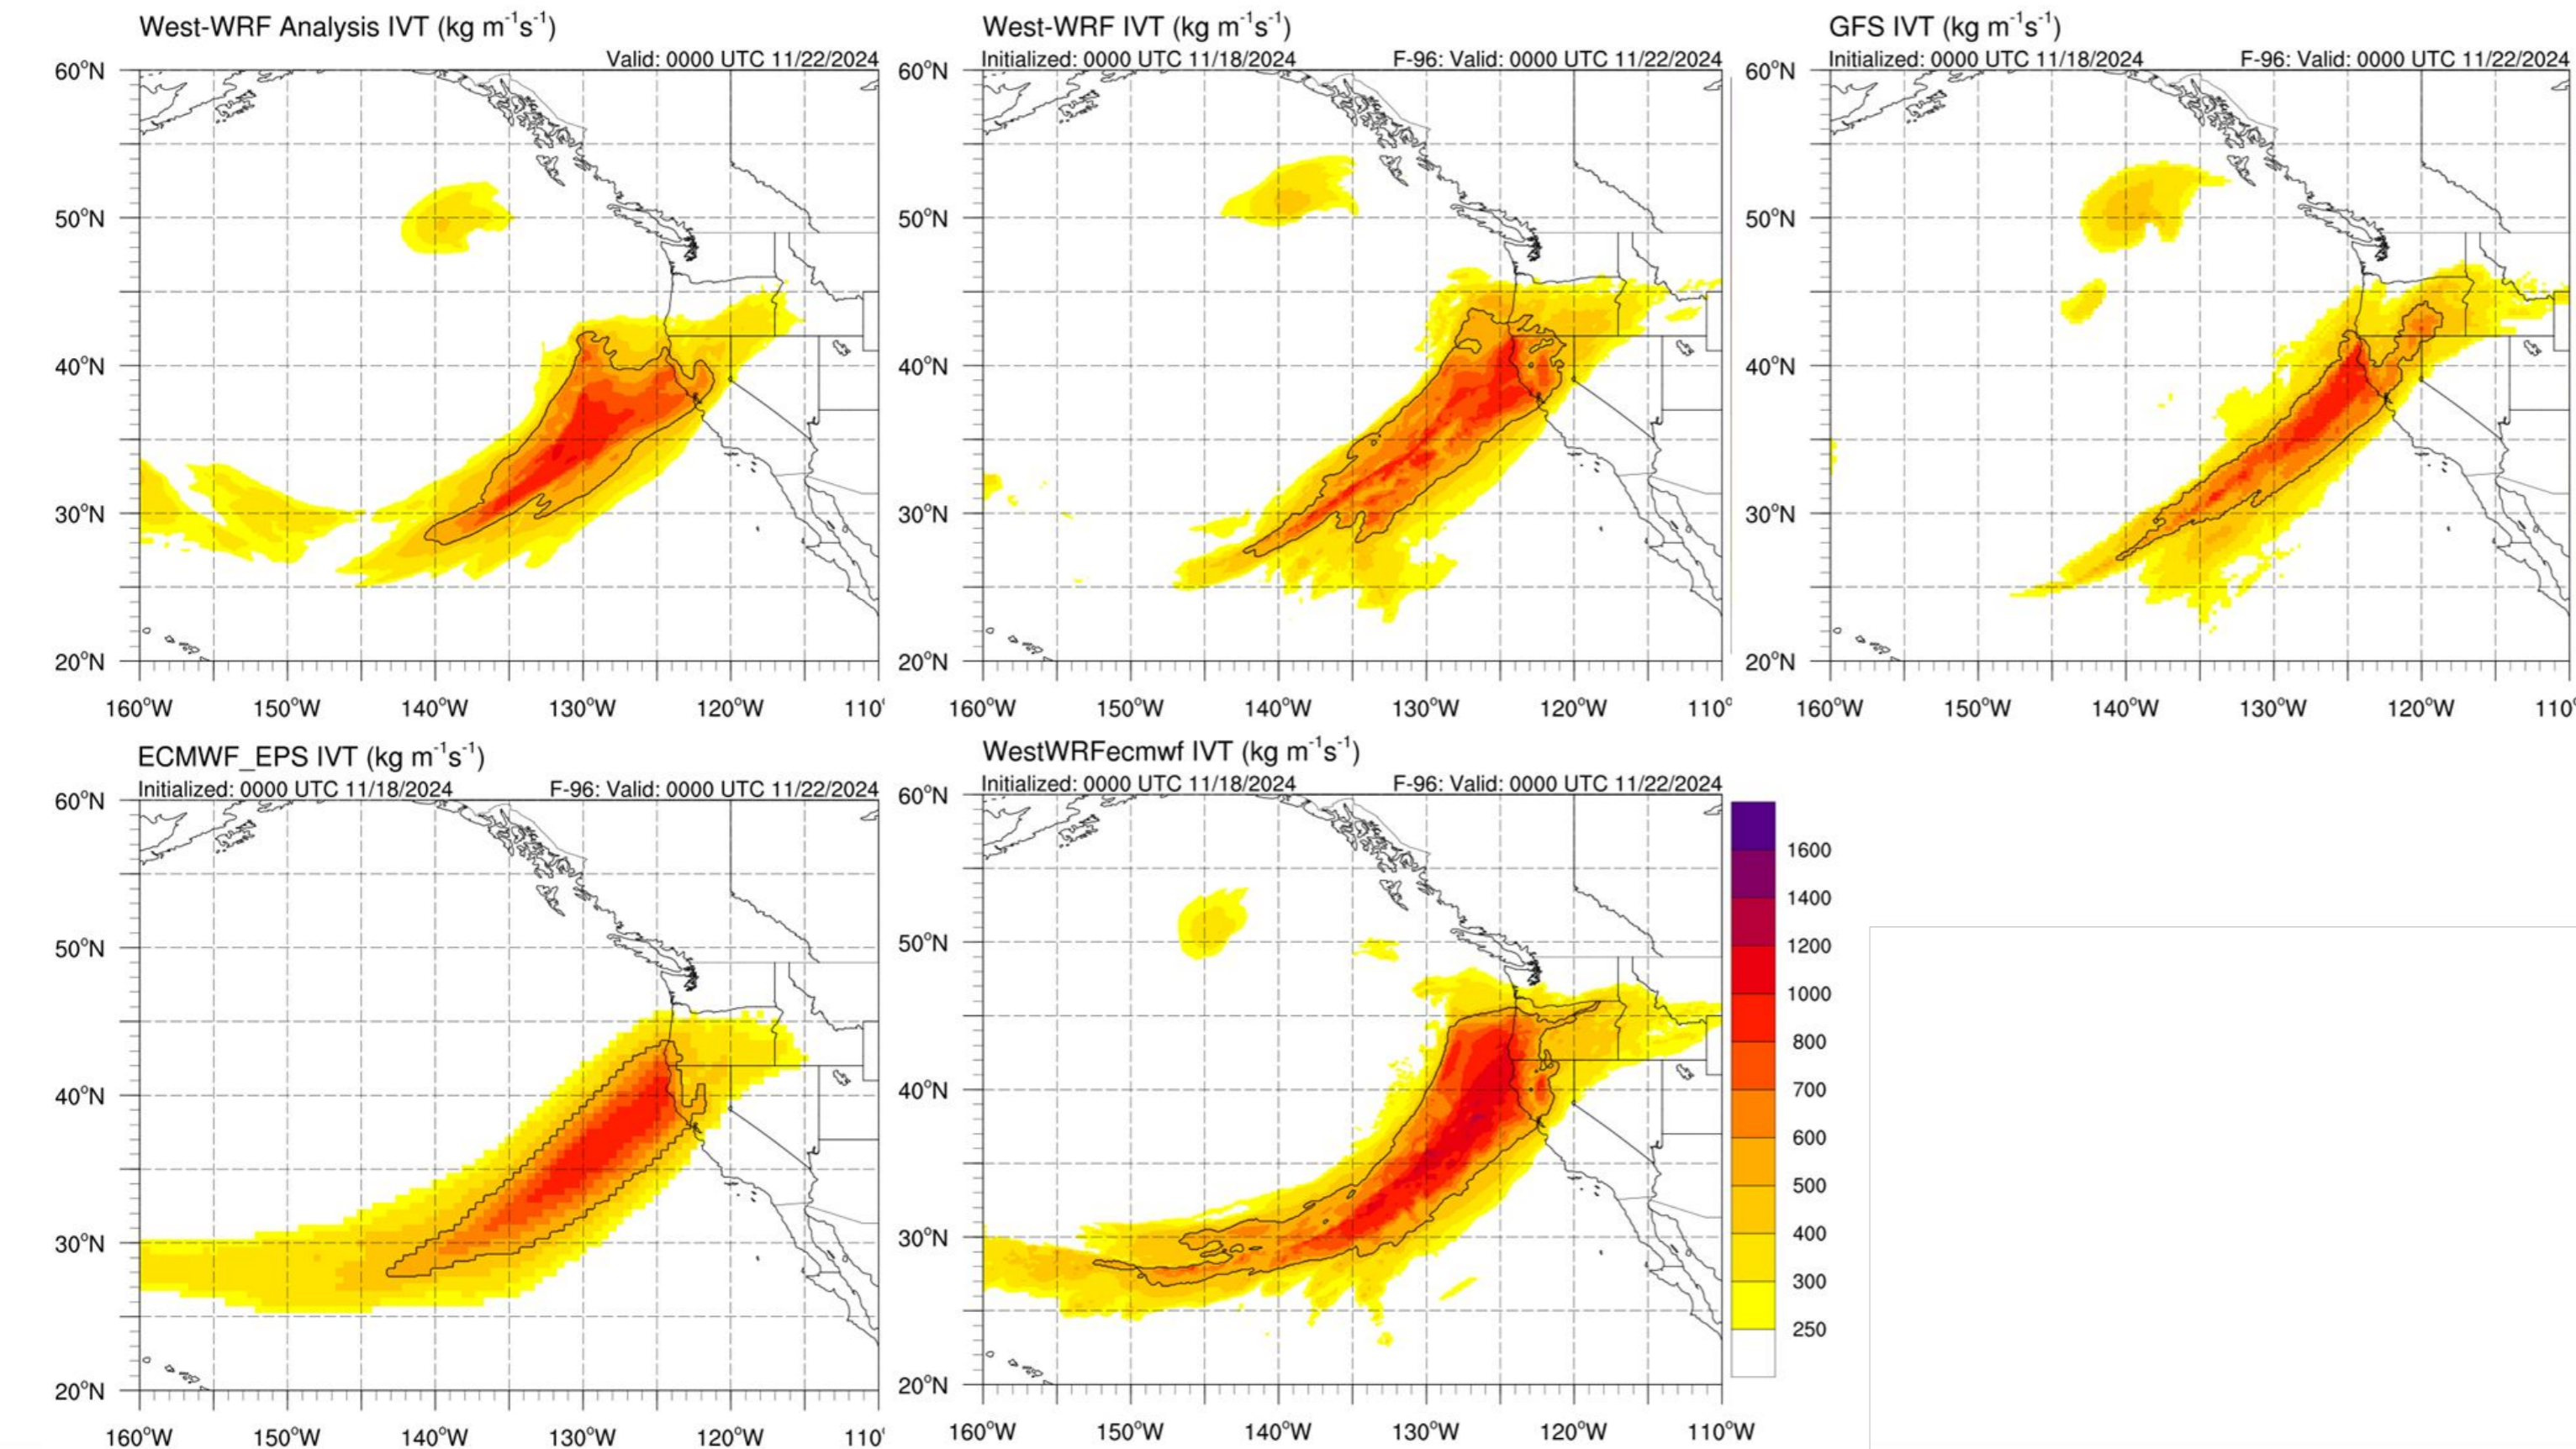 West-WRF Analysis IVT (kg m⁻¹s⁻¹)
Valid: 0000 UTC 11/22/2024
60°N
50°N
40°N
30°N
20°N
160°W 150°W 140°W 130°W 120°W 110°
West-WRF IVT (kg m⁻¹s⁻¹)
Initialized: 0000 UTC 11/18/2024 F-96: Valid: 0000 UTC 11/22/2024
60°N
50°N
40°N
30°N
20°N
160°W 150°W 140°W 130°W 120°W 110°
GFS IVT (kg m⁻¹s⁻¹)
Initialized: 0000 UTC 11/18/2024 F-96: Valid: 0000 UTC 11/22/2024
60°N
50°N
40°N
30°N
20°N
160°W 150°W 140°W 130°W 120°W 110°
ECMWF_EPS IVT (kg m⁻¹s⁻¹)
Initialized: 0000 UTC 11/18/2024 F-96: Valid: 0000 UTC 11/22/2024
60°N
50°N
40°N
30°N
20°N
160°W 150°W 140°W 130°W 120°W 110°
WestWRFecmwf IVT (kg m⁻¹s⁻¹)
Initialized: 0000 UTC 11/18/2024 F-96: Valid: 0000 UTC 11/22/2024
60°N
50°N
40°N
30°N
20°N
160°W 150°W 140°W 130°W 120°W 110°W
1600
1400
1200
1000
800
700
600
500
400
300
250